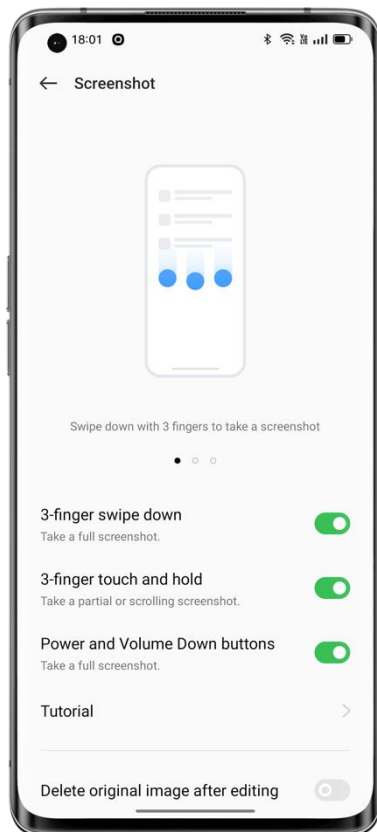 18:01
Screenshot
Swipe down with 3 fingers to take a screenshot
3-finger swipe down
Take a full screenshot.
3-finger touch and hold
Take a partial or scrolling screenshot.
Power and Volume Down buttons
Take a full screenshot.
Tutorial
Delete original image after editing